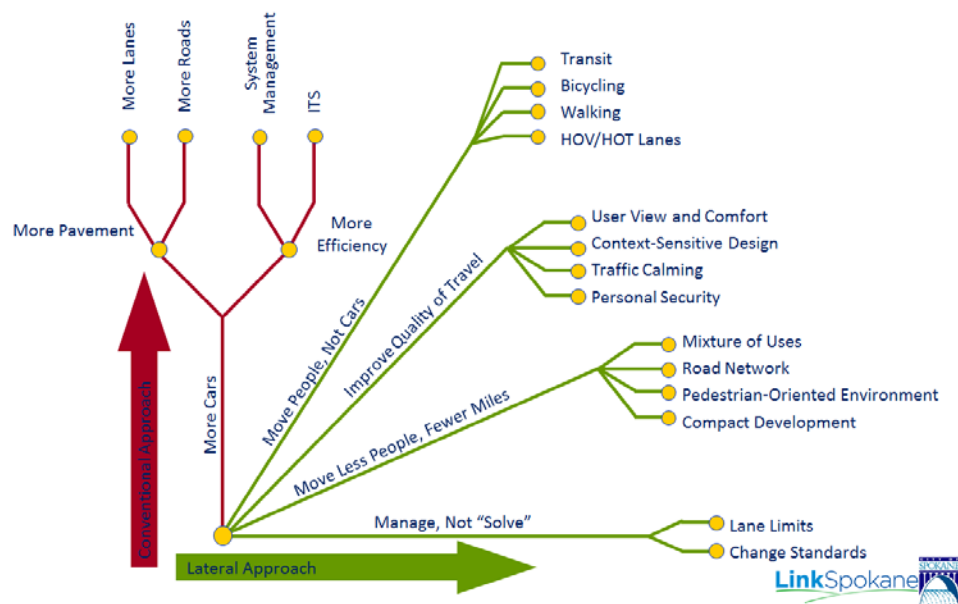 More Lanes
More Roads
System
Management
ITS
More Pavement
More
Efficiency
More Cars
Conventional Approach
Move People, Not Cars
Transit
Bicycling
Walking
HOV/HOT Lanes
Improve Quality of Travel
User View and Comfort
Context-Sensitive Design
Traffic Calming
Personal Security
Move Less People, Fewer Miles
Mixture of Uses
Road Network
Pedestrian-Oriented Environment
Compact Development
Manage, Not “Solve”
Lane Limits
Change Standards
Lateral Approach
LinkSpokane
CITY OF
SPOKANE